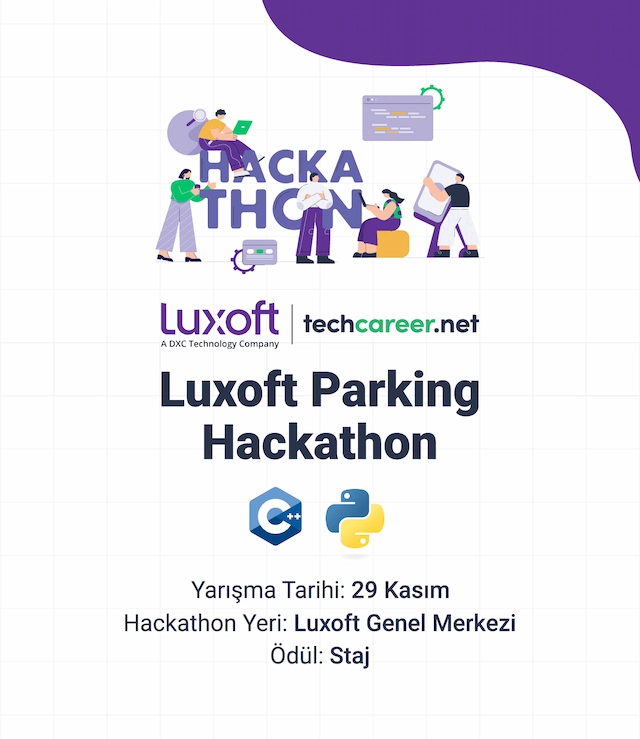 HACKA
THON
Luxoft
A DXC Technology Company
techcareer.net
Luxoft Parking
Hackathon
C++
Yarışma Tarihi: 29 Kasım
Hackathon Yeri: Luxoft Genel Merkezi
Ödül: Staj